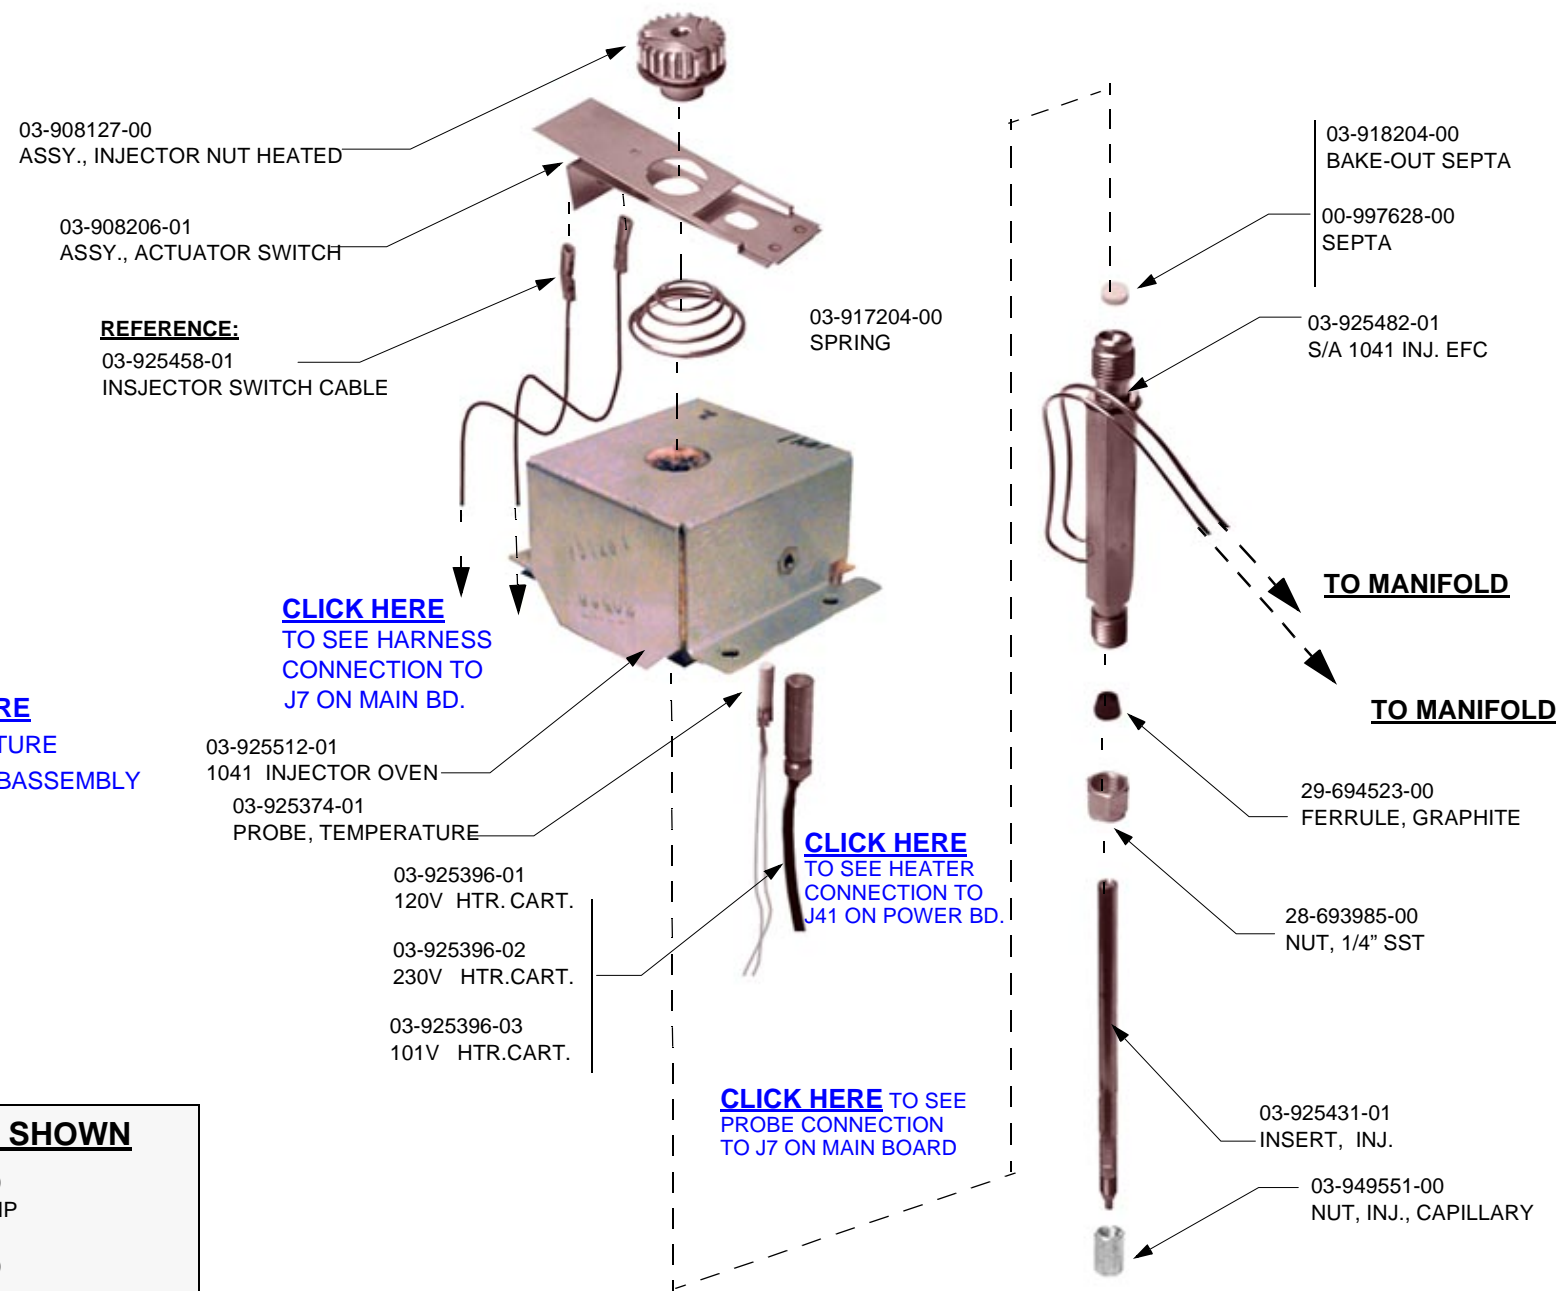 03-908127-00
ASSY., INJECTOR NUT HEATED
03-908206-01
ASSY., ACTUATOR SWITCH
REFERENCE:
03-925458-01
INSJECTOR SWITCH CABLE
03-917204-00
SPRING
03-918204-00
BAKE-OUT SEPTA
00-997628-00
SEPTA
03-925482-01
S/A 1041 INJ. EFC
TO MANIFOLD
TO MANIFOLD
CLICK HERE
TO SEE HARNESS
CONNECTION TO
J7 ON MAIN BD.
RE
TURE
BASSEMBLY
03-925512-01
1041 INJECTOR OVEN
03-925374-01
PROBE, TEMPERATURE
03-925396-01
120V HTR. CART.
03-925396-02
230V HTR.CART.
03-925396-03
101V HTR.CART.
CLICK HERE
TO SEE HEATER
CONNECTION TO
J41 ON POWER BD.
29-694523-00
FERRULE, GRAPHITE
28-693985-00
NUT, 1/4” SST
CLICK HERE TO SEE
PROBE CONNECTION
TO J7 ON MAIN BOARD
03-925431-01
INSERT, INJ.
03-949551-00
NUT, INJ., CAPILLARY
SHOWN